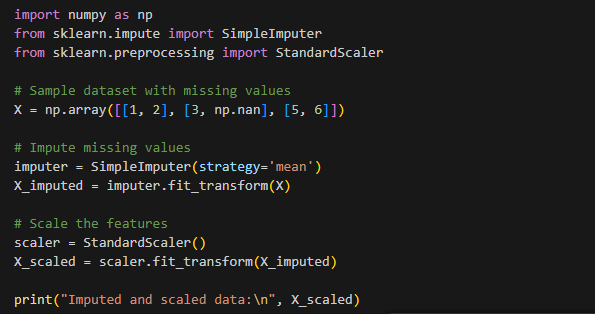 import numpy as np
from sklearn.impute import SimpleImputer
from sklearn.preprocessing import StandardScaler
# Sample dataset with missing values
X = np.array([[1, 2], [3, np.nan], [5, 6]])
# Impute missing values
imputer = SimpleImputer(strategy='mean')
X_imputed = imputer.fit_transform(X)
# Scale the features
scaler = StandardScaler()
X_scaled = scaler.fit_transform(X_imputed)
print("Imputed and scaled data:\n", X_scaled)